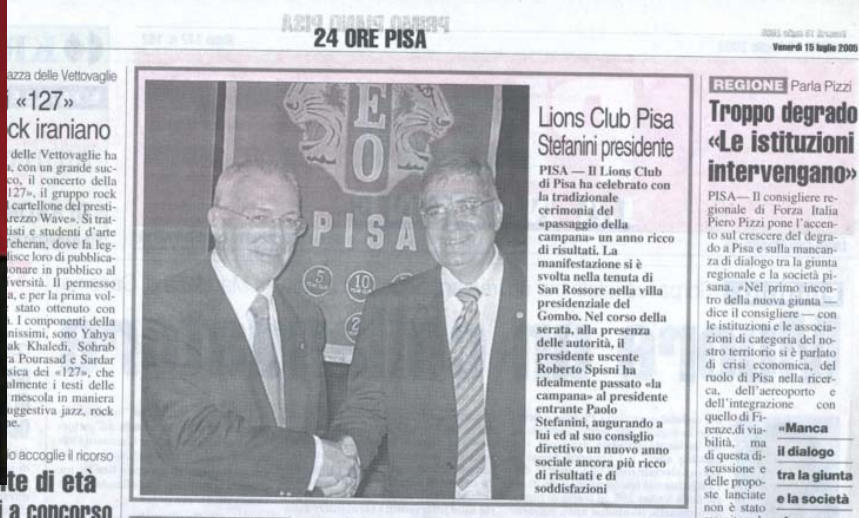 24 ORE PISA
Venerdì 15 luglio 2005
azza delle Vettovaglie
i «127»
ck iraniano
delle Vettovaglie ha
, con un grande suc-
co, il concerto della
127», il gruppo rock
cartellone del presti-
rezzo Wave». Si trat-
tisti e studenti d'arte
Teheran, dove la leg-
isce loro di pubblica-
onare in pubblico al
versità. Il permesso
a, e per la prima vol-
stato ottenuto con
. I componenti della
nissimi, sono Yahya
ak Khaledi, Sohrab
ra Pourasad e Sardar
sica dei «127», che
almente i testi delle
mescola in maniera
uggestiva jazz, rock
ne.
io accoglie il ricorso
te di età
i a concorso
EO
PISA
5
10
Lions Club Pisa
Stefanini presidente
PISA — Il Lions Club
di Pisa ha celebrato con
la tradizionale
cerimonia del
«passaggio della
campana» un anno ricco
di risultati. La
manifestazione si è
svolta nella tenuta di
San Rossore nella villa
presidenziale del
Gombo. Nel corso della
serata, alla presenza
delle autorità, il
presidente uscente
Roberto Spisni ha
idealmente passato «la
campana» al presidente
entrante Paolo
Stefanini, augurando a
lui ed al suo consiglio
direttivo un nuovo anno
sociale ancora più ricco
di risultati e di
soddisfazioni
REGIONE Parla Pizzi
Troppo degrado
«Le istituzioni
intervengano»
PISA— Il consigliere re-
gionale di Forza Italia
Piero Pizzi pone l'accen-
to sul crescere del degra-
do a Pisa e sulla mancan-
za di dialogo tra la giunta
regionale e la società pi-
sana. «Nel primo incon-
tro della nuova giunta —
dice il consigliere — con
le istituzioni e le associa-
zioni di categoria del no-
stro territorio si è parlato
di crisi economica, del
ruolo di Pisa nella ricer-
ca, dell'aereoporto e
dell'integrazione con
quello di Fi-
renze,di via-
bilità, ma
di questa di-
scussione e
delle propo-
ste lanciate
non è stato
«Manca
il dialogo
tra la giunta
e la società